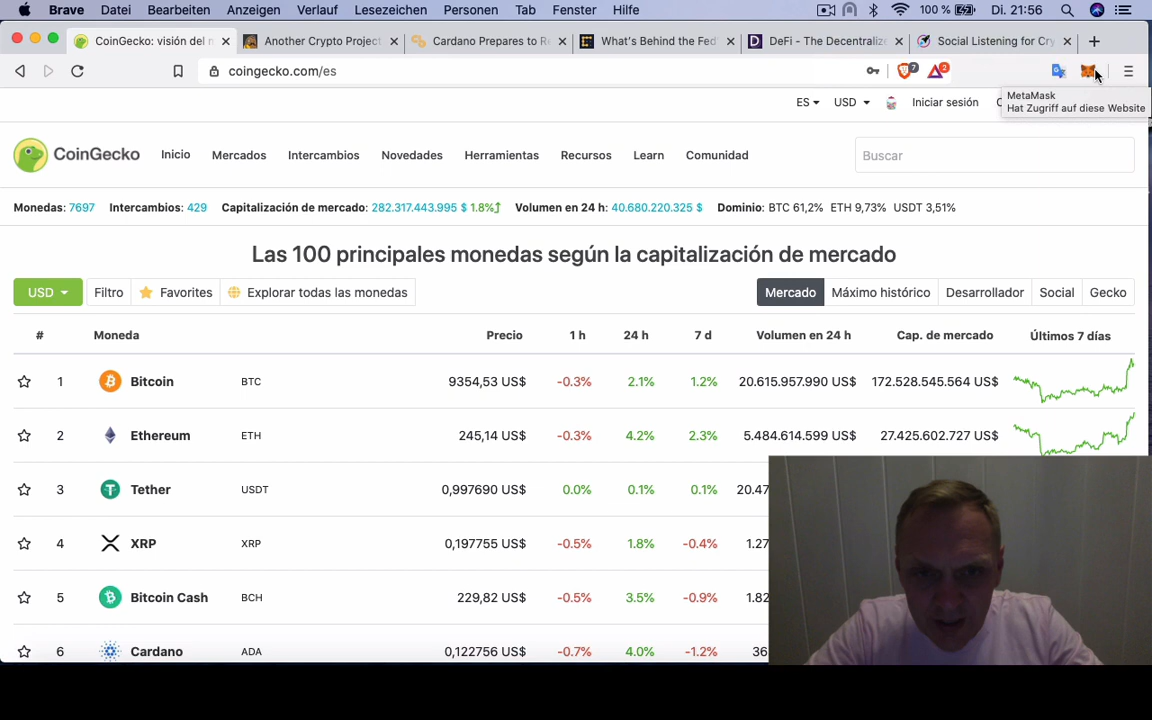 Brave Datei Bearbeiten Anzeigen Verlauf Lesezeichen Personen Tab Fenster Hilfe 100 % Di. 21:56
CoinGecko: visión del m Another Crypto Project Cardano Prepares to Re What's Behind the Fed' DeFi - The Decentralize Social Listening for Cry
coingecko.com/es 7 2
MetaMask
Hat Zugriff auf diese Website
ES USD Iniciar sesión
CoinGecko Inicio Mercados Intercambios Novedades Herramientas Recursos Learn Comunidad Buscar
Monedas: 7697 Intercambios: 429 Capitalización de mercado: 282.317.443.995 $ 1.8% Volumen en 24 h: 40.680.220.325 $ Dominio: BTC 61,2% ETH 9,73% USDT 3,51%
Las 100 principales monedas según la capitalización de mercado
USD Filtro Favorites Explorar todas las monedas Mercado Máximo histórico Desarrollador Social Gecko
# Moneda Precio 1 h 24 h 7 d Volumen en 24 h Cap. de mercado Últimos 7 días
1 Bitcoin BTC 9354,53 US$ -0.3% 2.1% 1.2% 20.615.957.990 US$ 172.528.545.564 US$
2 Ethereum ETH 245,14 US$ -0.3% 4.2% 2.3% 5.484.614.599 US$ 27.425.602.727 US$
3 Tether USDT 0,997690 US$ 0.0% 0.1% 0.1% 20.47
4 XRP XRP 0,197755 US$ -0.5% 1.8% -0.4% 1.27
5 Bitcoin Cash BCH 229,82 US$ -0.5% 3.5% -0.9% 1.82
6 Cardano ADA 0,122756 US$ -0.7% 4.0% -1.2% 36